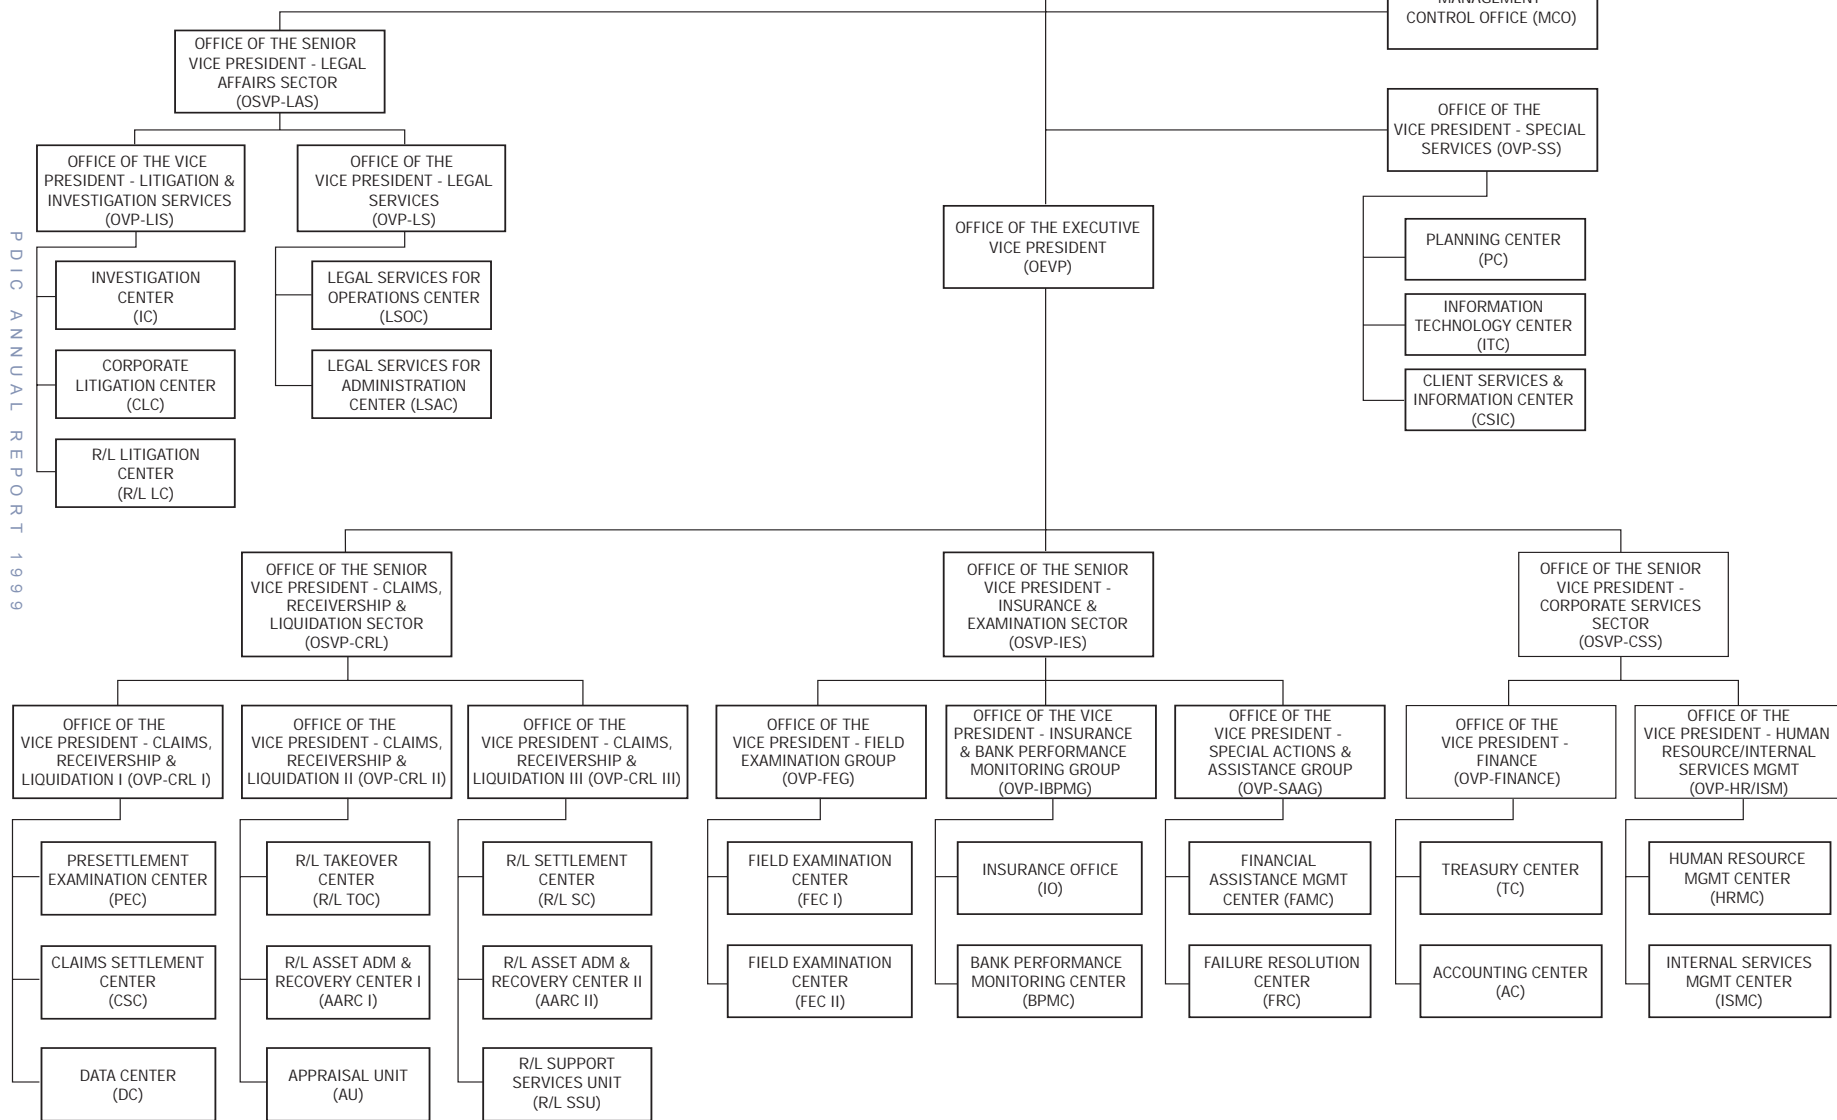 MANAGEMENT
CONTROL OFFICE (MCO)
OFFICE OF THE SENIOR
VICE PRESIDENT - LEGAL
AFFAIRS SECTOR
(OSVP-LAS)
OFFICE OF THE
VICE PRESIDENT - SPECIAL
SERVICES (OVP-SS)
OFFICE OF THE VICE
PRESIDENT - LITIGATION &
INVESTIGATION SERVICES
(OVP-LIS)
OFFICE OF THE
VICE PRESIDENT - LEGAL
SERVICES
(OVP-LS)
OFFICE OF THE EXECUTIVE
VICE PRESIDENT
(OEVP)
PLANNING CENTER
(PC)
INFORMATION
TECHNOLOGY CENTER
(ITC)
CLIENT SERVICES &
INFORMATION CENTER
(CSIC)
INVESTIGATION
CENTER
(IC)
CORPORATE
LITIGATION CENTER
(CLC)
R/L LITIGATION
CENTER
(R/L LC)
LEGAL SERVICES FOR
OPERATIONS CENTER
(LSOC)
LEGAL SERVICES FOR
ADMINISTRATION
CENTER (LSAC)
PDIC ANNUAL REPORT 1999
OFFICE OF THE SENIOR
VICE PRESIDENT - CLAIMS,
RECEIVERSHIP &
LIQUIDATION SECTOR
(OSVP-CRL)
OFFICE OF THE SENIOR
VICE PRESIDENT -
INSURANCE &
EXAMINATION SECTOR
(OSVP-IES)
OFFICE OF THE SENIOR
VICE PRESIDENT -
CORPORATE SERVICES
SECTOR
(OSVP-CSS)
OFFICE OF THE
VICE PRESIDENT - CLAIMS,
RECEIVERSHIP &
LIQUIDATION I (OVP-CRL I)
OFFICE OF THE
VICE PRESIDENT - CLAIMS,
RECEIVERSHIP &
LIQUIDATION II (OVP-CRL II)
OFFICE OF THE
VICE PRESIDENT - CLAIMS,
RECEIVERSHIP &
LIQUIDATION III (OVP-CRL III)
OFFICE OF THE
VICE PRESIDENT - FIELD
EXAMINATION GROUP
(OVP-FEG)
OFFICE OF THE VICE
PRESIDENT - INSURANCE
& BANK PERFORMANCE
MONITORING GROUP
(OVP-IBPMG)
OFFICE OF THE
VICE PRESIDENT -
SPECIAL ACTIONS &
ASSISTANCE GROUP
(OVP-SAAG)
OFFICE OF THE
VICE PRESIDENT -
FINANCE
(OVP-FINANCE)
OFFICE OF THE
VICE PRESIDENT - HUMAN
RESOURCE/INTERNAL
SERVICES MGMT
(OVP-HR/ISM)
PRESETTLEMENT
EXAMINATION CENTER
(PEC)
CLAIMS SETTLEMENT
CENTER
(CSC)
DATA CENTER
(DC)
R/L TAKEOVER
CENTER
(R/L TOC)
R/L ASSET ADM &
RECOVERY CENTER I
(AARC I)
APPRAISAL UNIT
(AU)
R/L SETTLEMENT
CENTER
(R/L SC)
R/L ASSET ADM &
RECOVERY CENTER II
(AARC II)
R/L SUPPORT
SERVICES UNIT
(R/L SSU)
FIELD EXAMINATION
CENTER
(FEC I)
FIELD EXAMINATION
CENTER
(FEC II)
INSURANCE OFFICE
(IO)
BANK PERFORMANCE
MONITORING CENTER
(BPMC)
FINANCIAL
ASSISTANCE MGMT
CENTER (FAMC)
FAILURE RESOLUTION
CENTER
(FRC)
TREASURY CENTER
(TC)
ACCOUNTING CENTER
(AC)
HUMAN RESOURCE
MGMT CENTER
(HRMC)
INTERNAL SERVICES
MGMT CENTER
(ISMC)